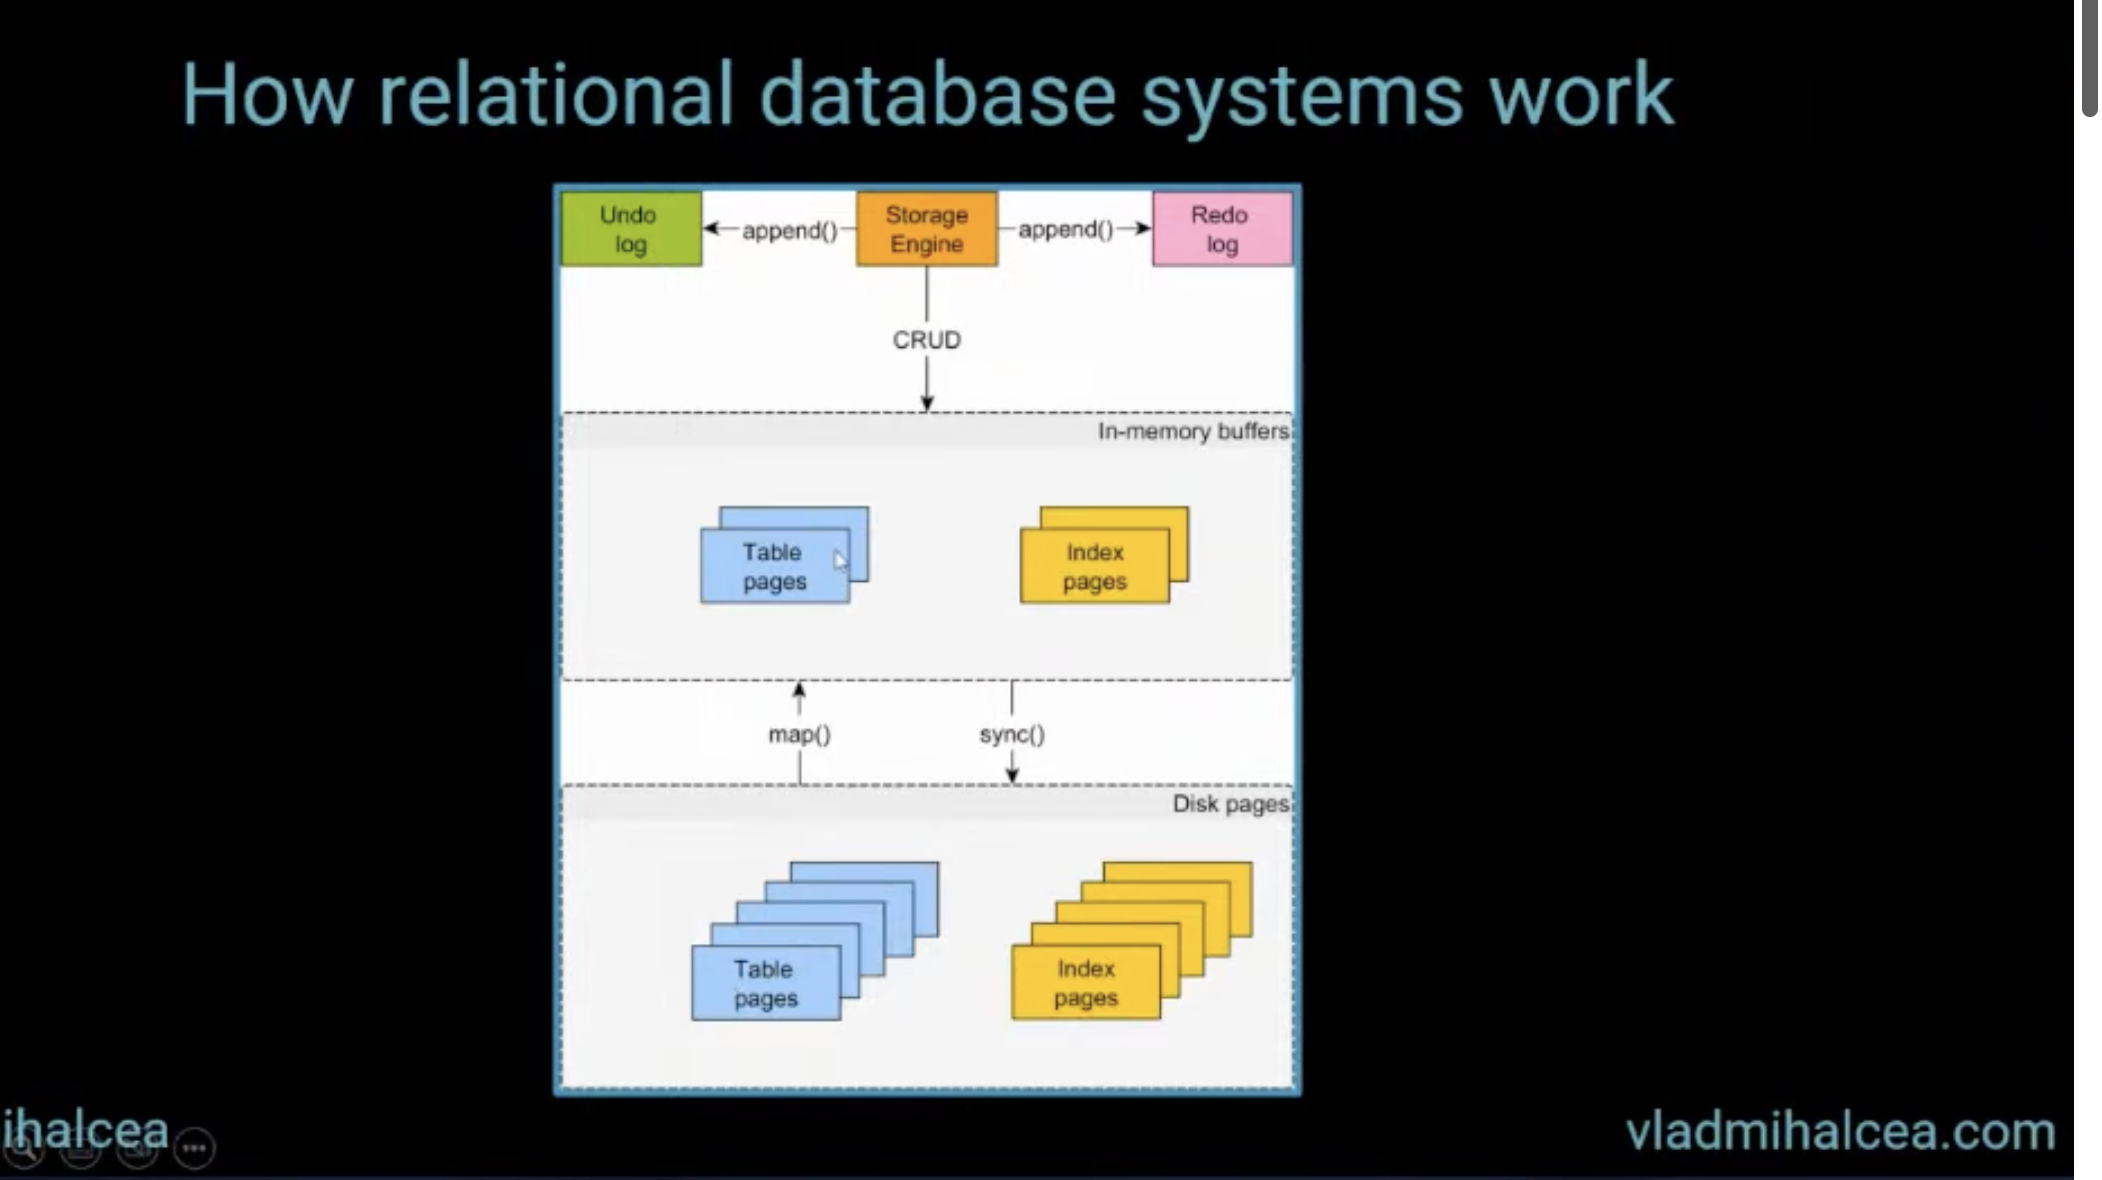 How relational database systems work
Undo
log
append()
Storage
Engine
append()
Redo
log
CRUD
In-memory buffers
Table
pages
Index
pages
map()
sync()
Disk pages
Table
pages
Index
pages
ihalcea
vladmihalcea.com